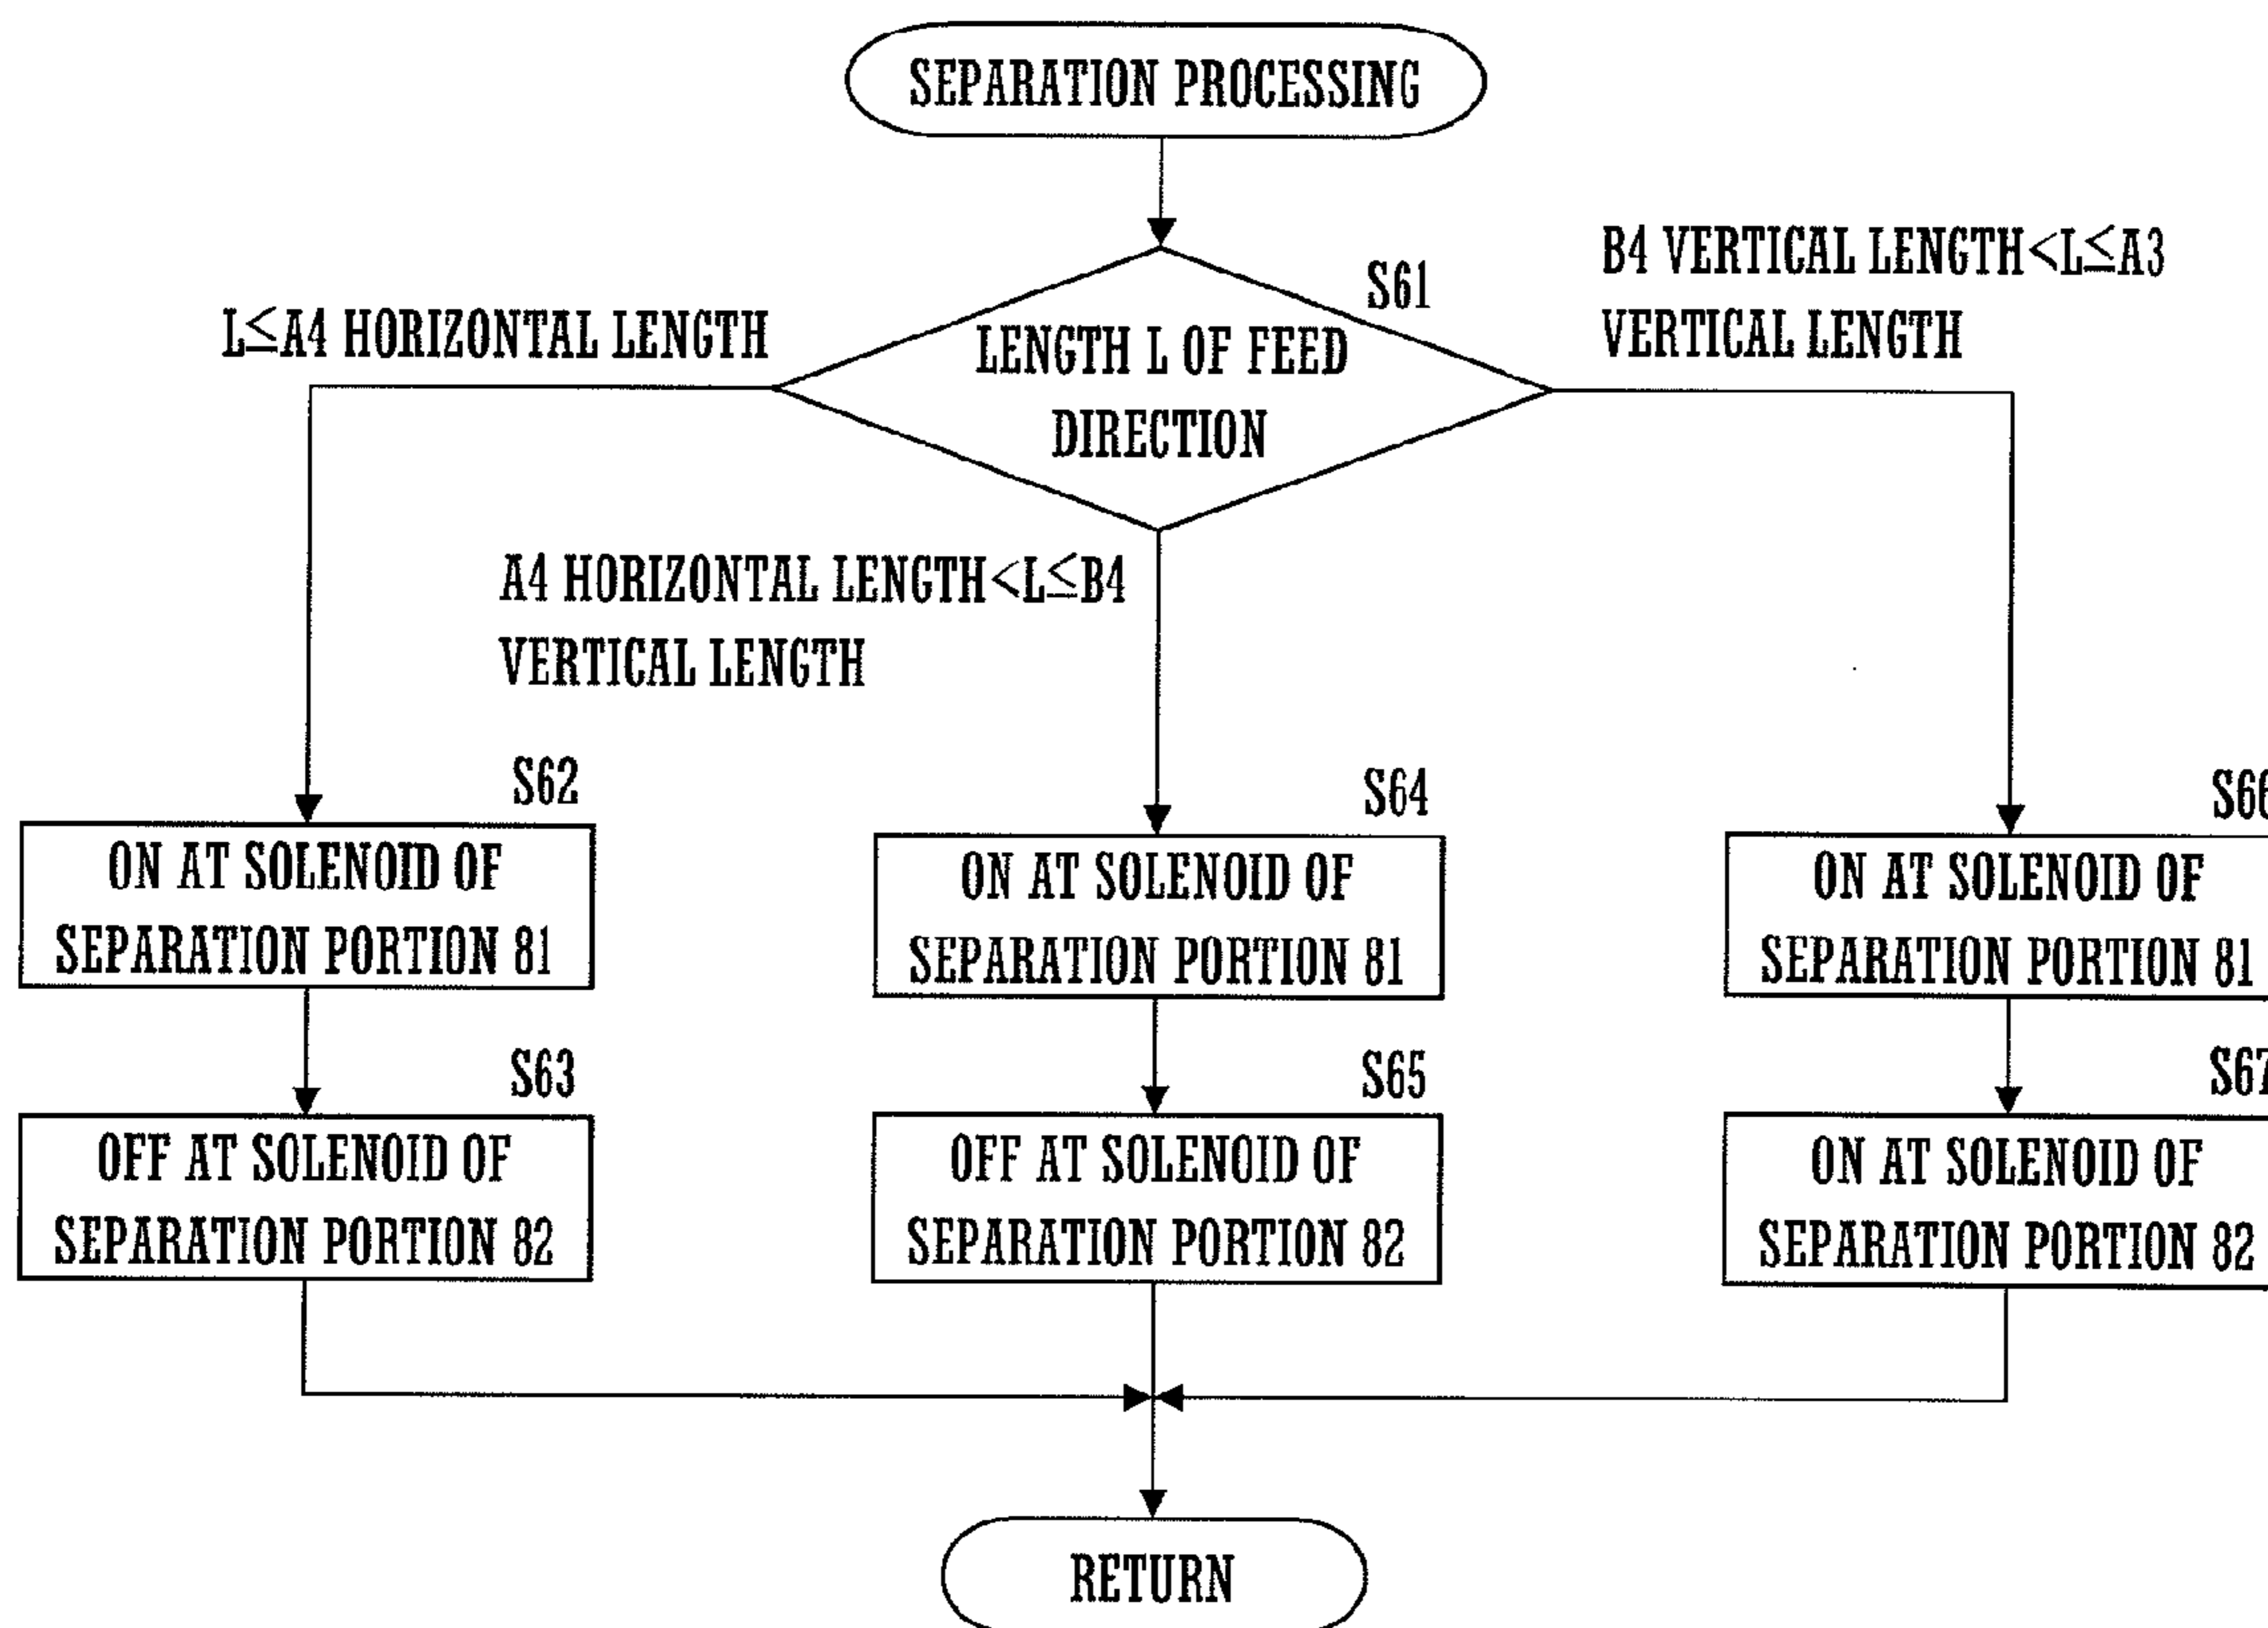 SEPARATION PROCESSING
S61
LENGTH L OF FEED
DIRECTION
L≦A4 HORIZONTAL LENGTH
B4 VERTICAL LENGTH<L≦A3
VERTICAL LENGTH
A4 HORIZONTAL LENGTH<L≦B4
VERTICAL LENGTH
S62
ON AT SOLENOID OF
SEPARATION PORTION 81
S63
OFF AT SOLENOID OF
SEPARATION PORTION 82
S64
ON AT SOLENOID OF
SEPARATION PORTION 81
S65
OFF AT SOLENOID OF
SEPARATION PORTION 82
S66
ON AT SOLENOID OF
SEPARATION PORTION 81
S67
ON AT SOLENOID OF
SEPARATION PORTION 82
RETURN